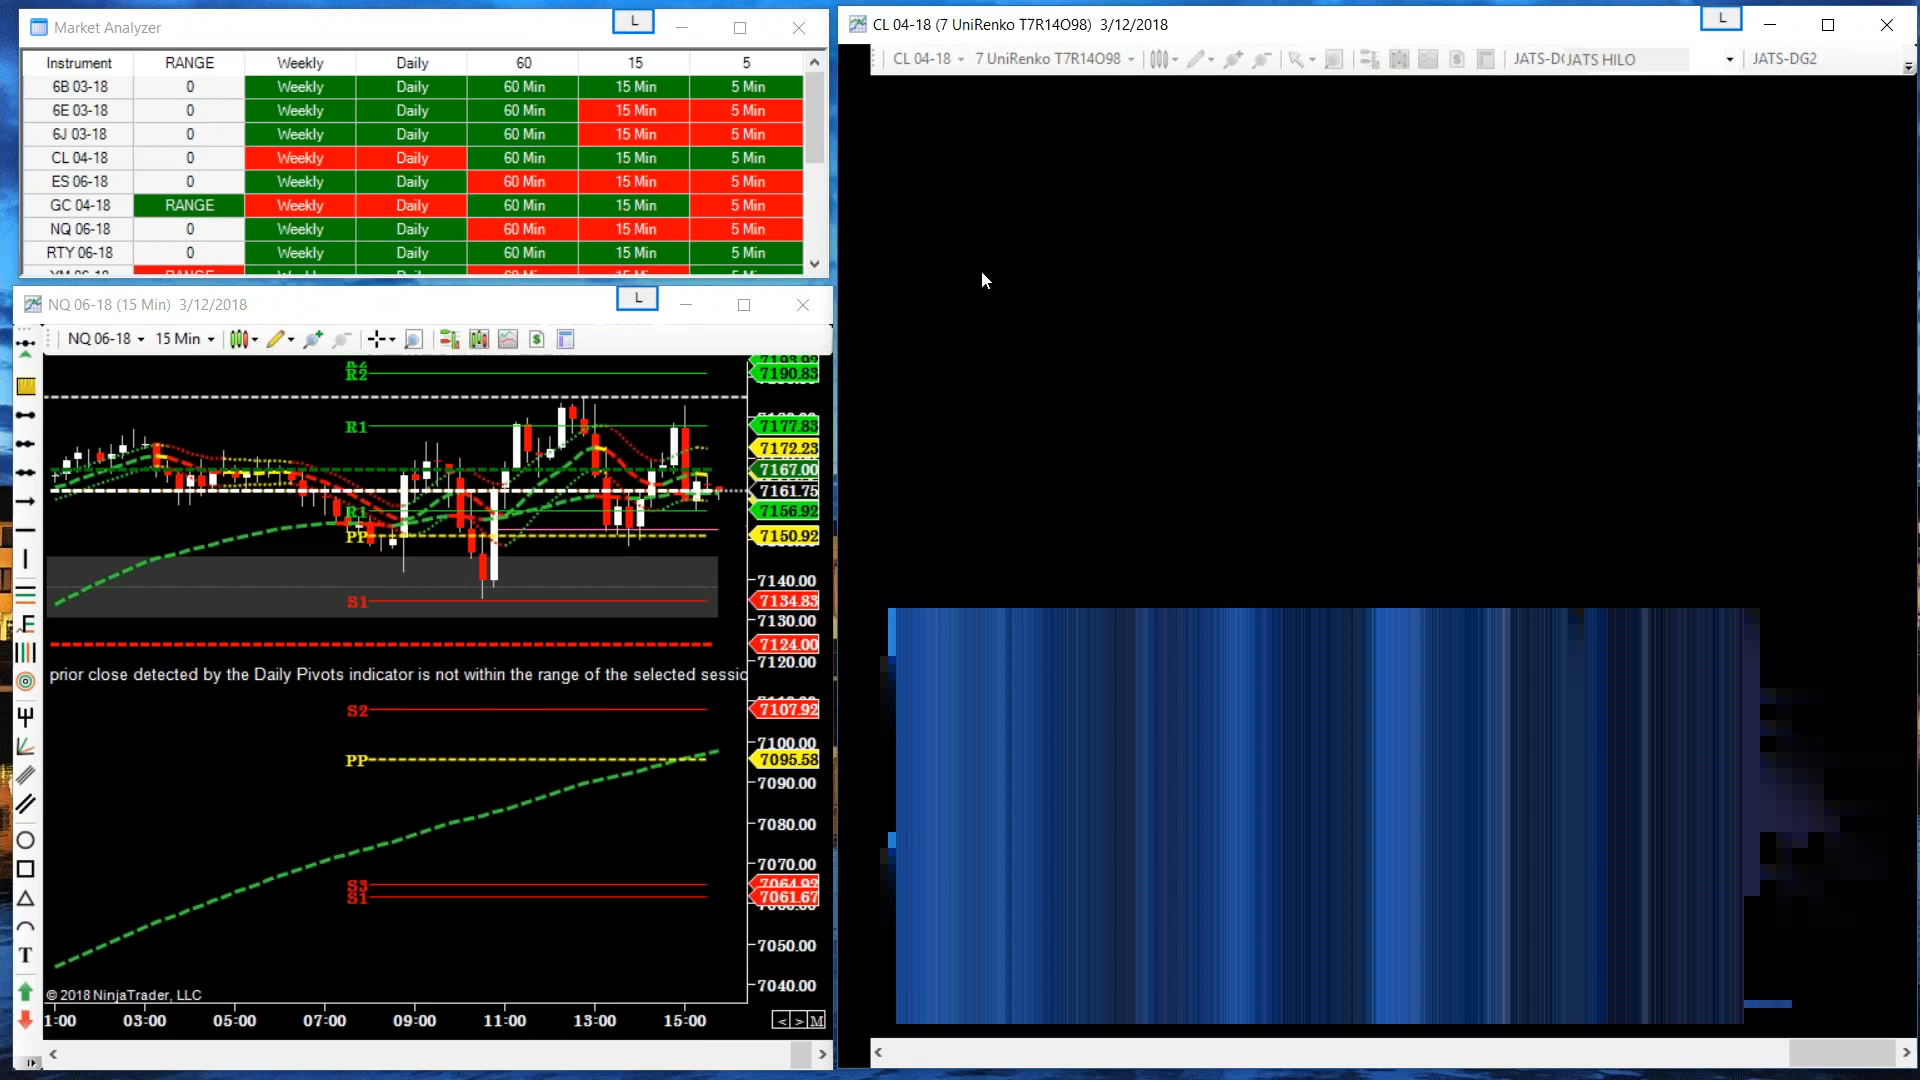 Market Analyzer
L
Instrument RANGE Weekly Daily 60 15 5
6B 03-18 0 Weekly Daily 60 Min 15 Min 5 Min
6E 03-18 0 Weekly Daily 60 Min 15 Min 5 Min
6J 03-18 0 Weekly Daily 60 Min 15 Min 5 Min
CL 04-18 0 Weekly Daily 60 Min 15 Min 5 Min
ES 06-18 0 Weekly Daily 60 Min 15 Min 5 Min
GC 04-18 RANGE Weekly Daily 60 Min 15 Min 5 Min
NQ 06-18 0 Weekly Daily 60 Min 15 Min 5 Min
RTY 06-18 0 Weekly Daily 60 Min 15 Min 5 Min
NQ 06-18 (15 Min) 3/12/2018
L
NQ 06-18 15 Min
R2
7190.83
R1
7177.83
7172.23
7167.00
7161.75
R1
7156.92
PP
7150.92
7140.00
S1
7134.83
7130.00
7124.00
7120.00
prior close detected by the Daily Pivots indicator is not within the range of the selected sessio
S2
7107.92
7100.00
PP
7095.58
7090.00
7080.00
7070.00
S3
7064.92
S1
7061.67
7050.00
7040.00
© 2018 NinjaTrader, LLC
1:00 03:00 05:00 07:00 09:00 11:00 13:00 15:00
< > M
T
CL 04-18 (7 UniRenko T7R14O98) 3/12/2018
L
CL 04-18 7 UniRenko T7R14O98 JATS-D JATS HILO JATS-DG2